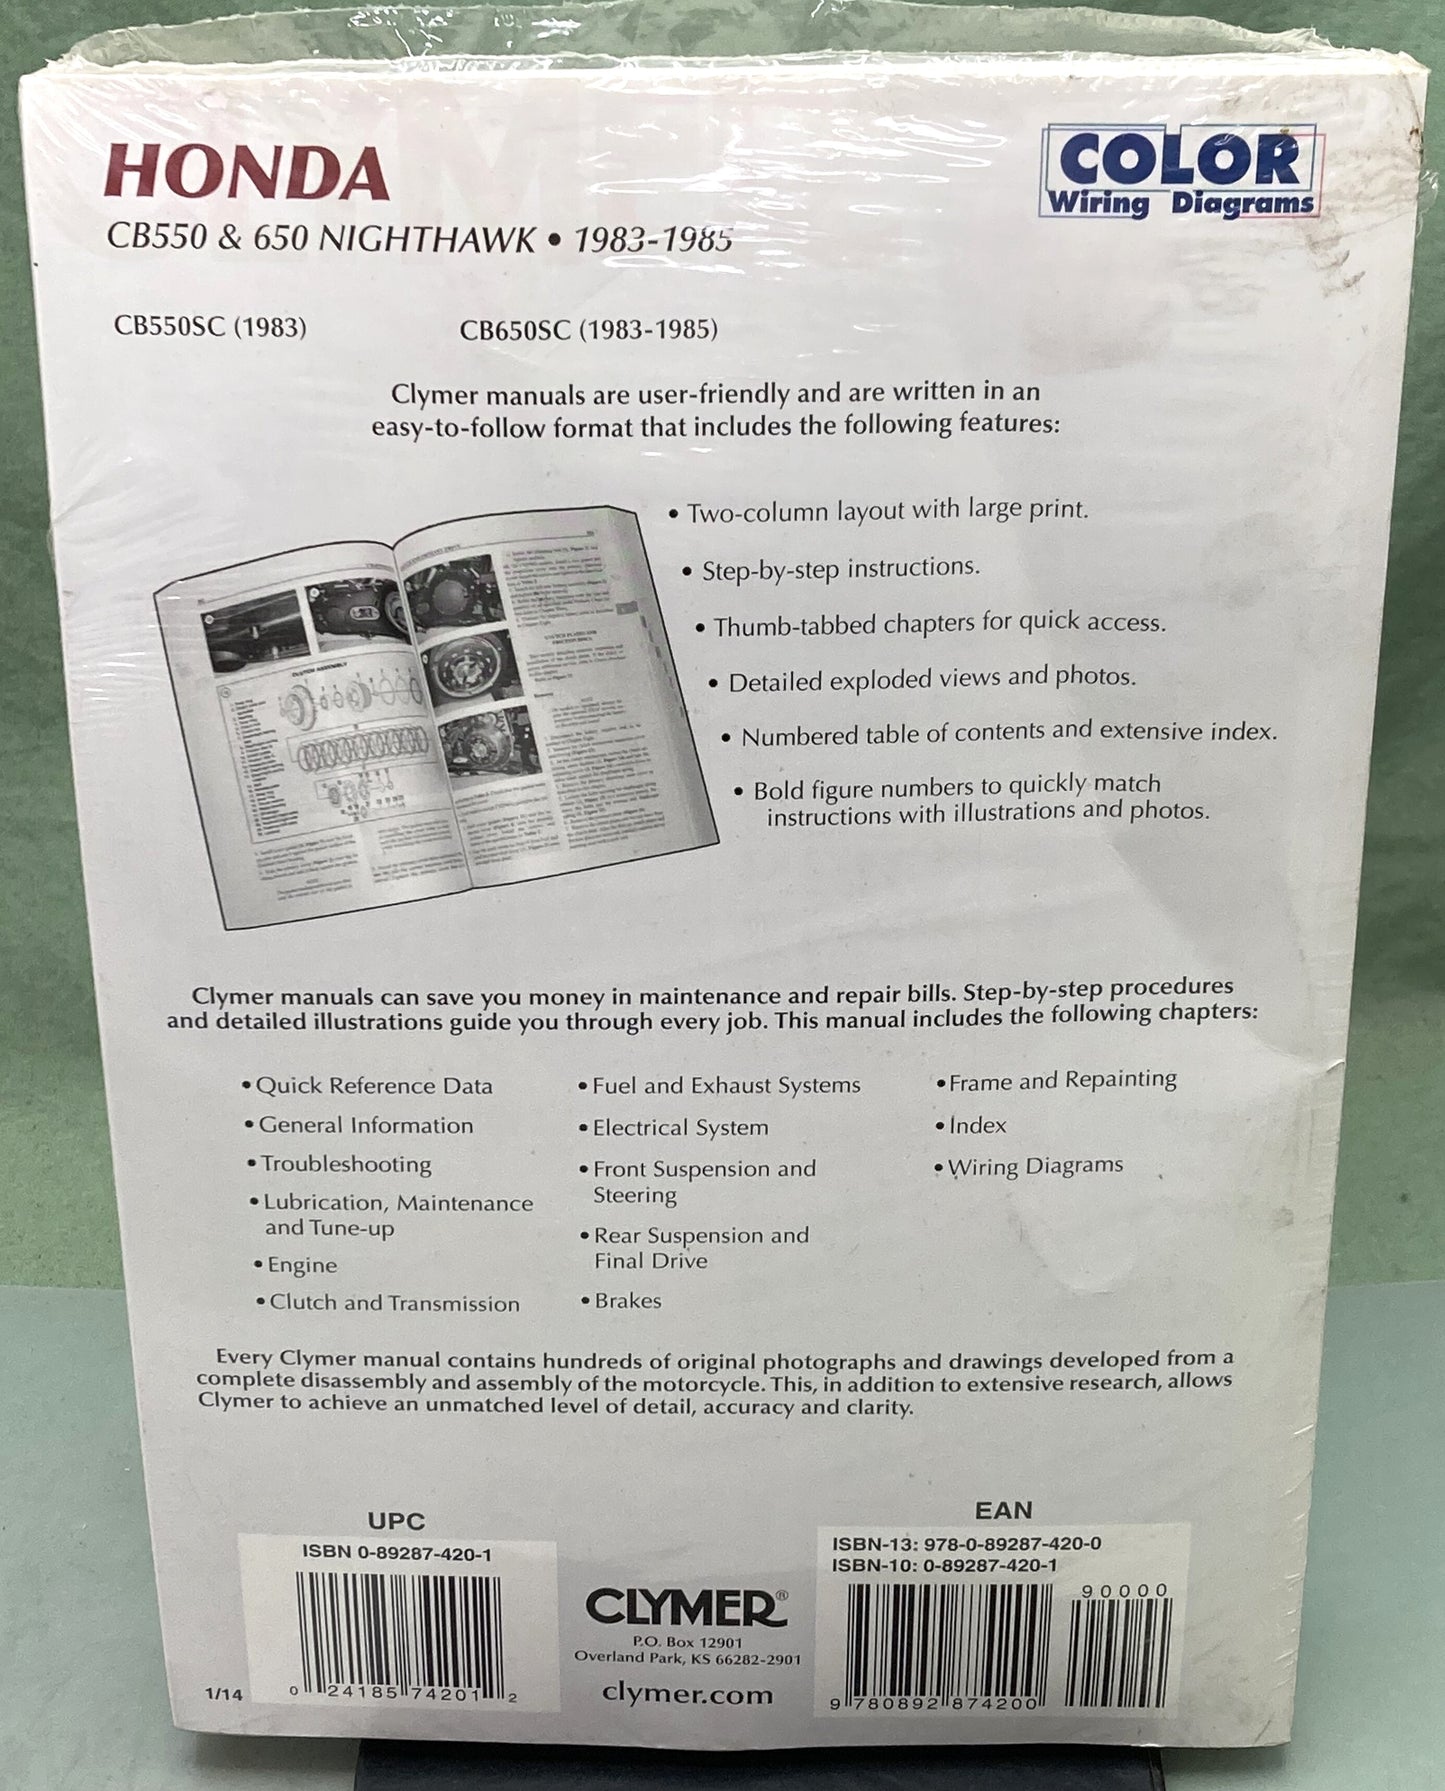 HONDA
CB550 & 650 NIGHTHAWK • 1983-1985
COLOR
Wiring Diagrams
CB550SC (1983)
CB650SC (1983-1985)
Clymer manuals are user-friendly and are written in an
easy-to-follow format that includes the following features:
• Two-column layout with large print.
• Step-by-step instructions.
• Thumb-tabbed chapters for quick access.
• Detailed exploded views and photos.
• Numbered table of contents and extensive index.
• Bold figure numbers to quickly match
instructions with illustrations and photos.
CLUTCH ASSEMBLY
Clymer manuals can save you money in maintenance and repair bills. Step-by-step procedures
and detailed illustrations guide you through every job. This manual includes the following chapters:
• Quick Reference Data
• General Information
• Troubleshooting
• Lubrication, Maintenance
and Tune-up
• Engine
• Clutch and Transmission
• Fuel and Exhaust Systems
• Electrical System
• Front Suspension and
Steering
• Rear Suspension and
Final Drive
• Brakes
• Frame and Repainting
• Index
• Wiring Diagrams
Every Clymer manual contains hundreds of original photographs and drawings developed from a
complete disassembly and assembly of the motorcycle. This, in addition to extensive research, allows
Clymer to achieve an unmatched level of detail, accuracy and clarity.
UPC
ISBN 0-89287-420-1
0 24185 74201 2
1/14
CLYMER®
P.O. Box 12901
Overland Park, KS 66282-2901
clymer.com
EAN
ISBN-13: 978-0-89287-420-0
ISBN-10: 0-89287-420-1
90000
9 780892 874200